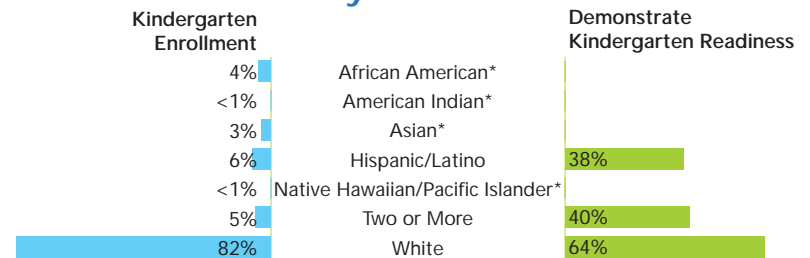 Kindergarten
Enrollment
Demonstrate
Kindergarten Readiness
4% African American*
<1% American Indian*
3% Asian*
6% Hispanic/Latino 38%
<1% Native Hawaiian/Pacific Islander*
5% Two or More 40%
82% White 64%